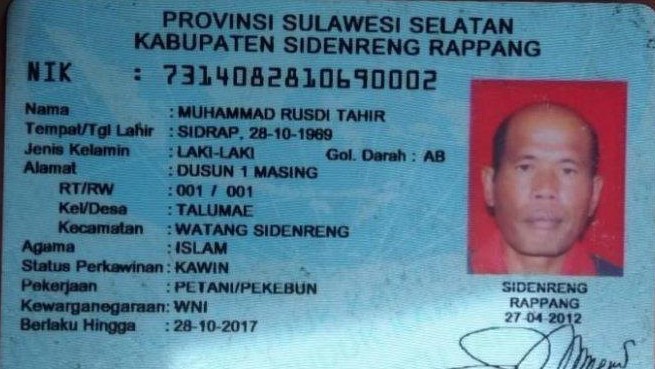 PROVINSI SULAWESI SELATAN
KABUPATEN SIDENRENG RAPPANG
NIK : 7314082810690002
Nama : MUHAMMAD RUSDI TAHIR
Tempat/Tgl Lahir : SIDRAP, 28-10-1969
Jenis Kelamin : LAKI-LAKI Gol. Darah : AB
Alamat : DUSUN 1 MASING
RT/RW : 001 / 001
Kel/Desa : TALUMAE
Kecamatan : WATANG SIDENRENG
Agama : ISLAM
Status Perkawinan : KAWIN
Pekerjaan : PETANI/PEKEBUN
Kewarganegaraan : WNI
Berlaku Hingga : 28-10-2017
SIDENRENG
RAPPANG
27-04-2012